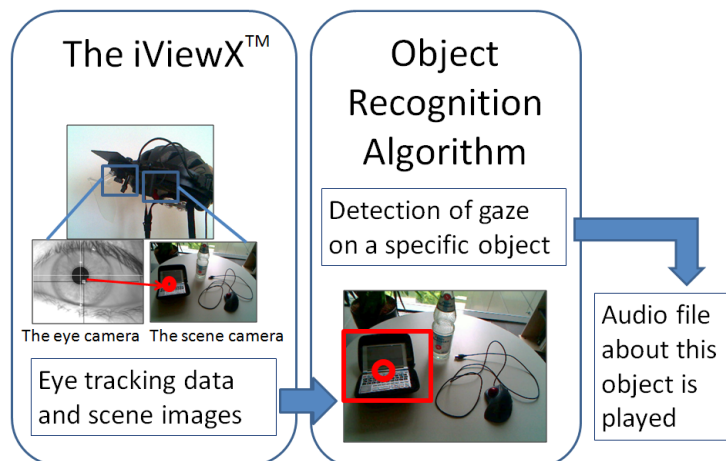 The iViewX™
The eye camera
The scene camera
Eye tracking data
and scene images
Object
Recognition
Algorithm
Detection of gaze
on a specific object
Audio file
about this
object is
played